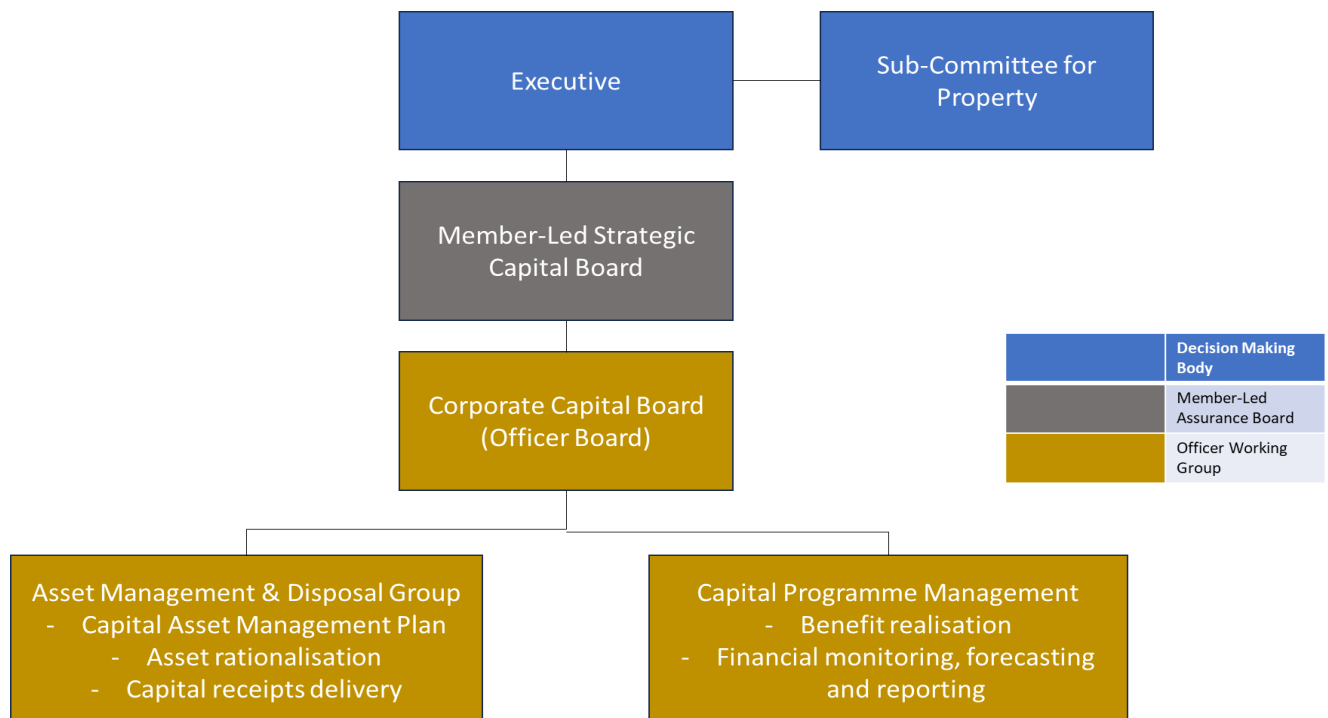 Executive
Sub-Committee for
Property
Member-Led Strategic
Capital Board
Corporate Capital Board
(Officer Board)
Decision Making
Body
Member-Led
Assurance Board
Officer Working
Group
Asset Management & Disposal Group
- Capital Asset Management Plan
- Asset rationalisation
- Capital receipts delivery
Capital Programme Management
- Benefit realisation
- Financial monitoring, forecasting
and reporting